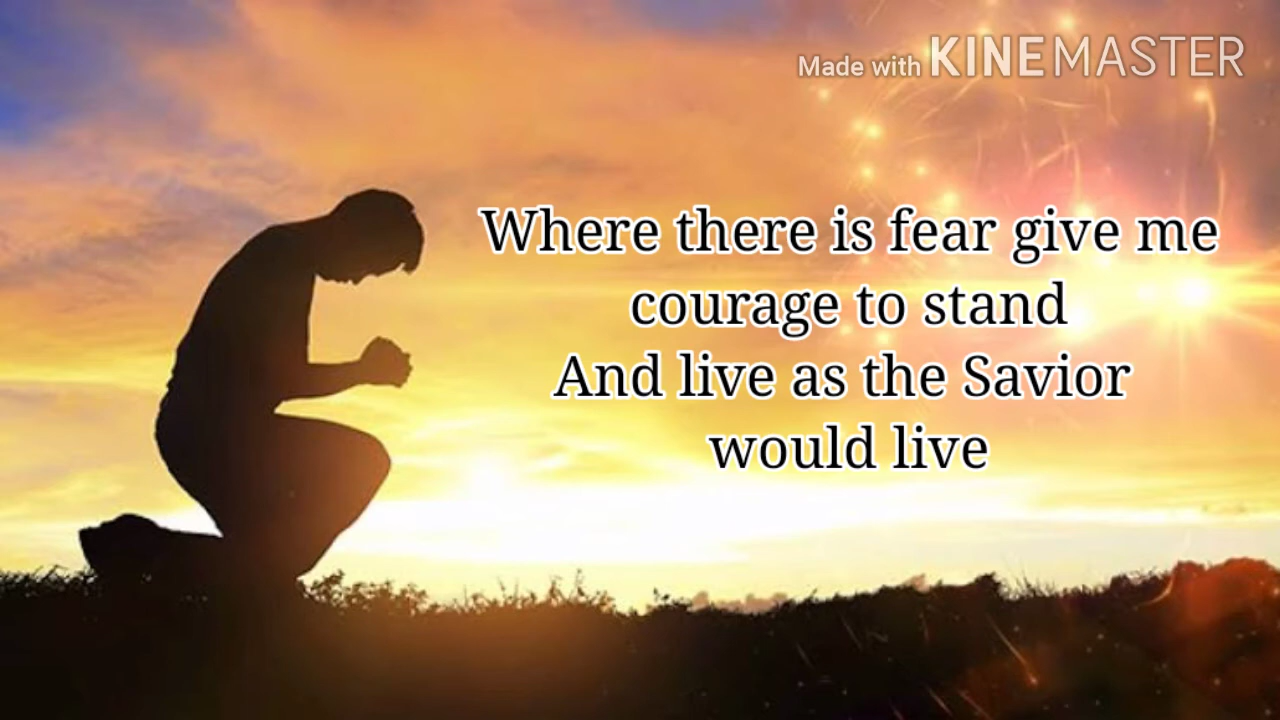 Made with KINEMASTER
Where there is fear give me
courage to stand
And live as the Savior
would live